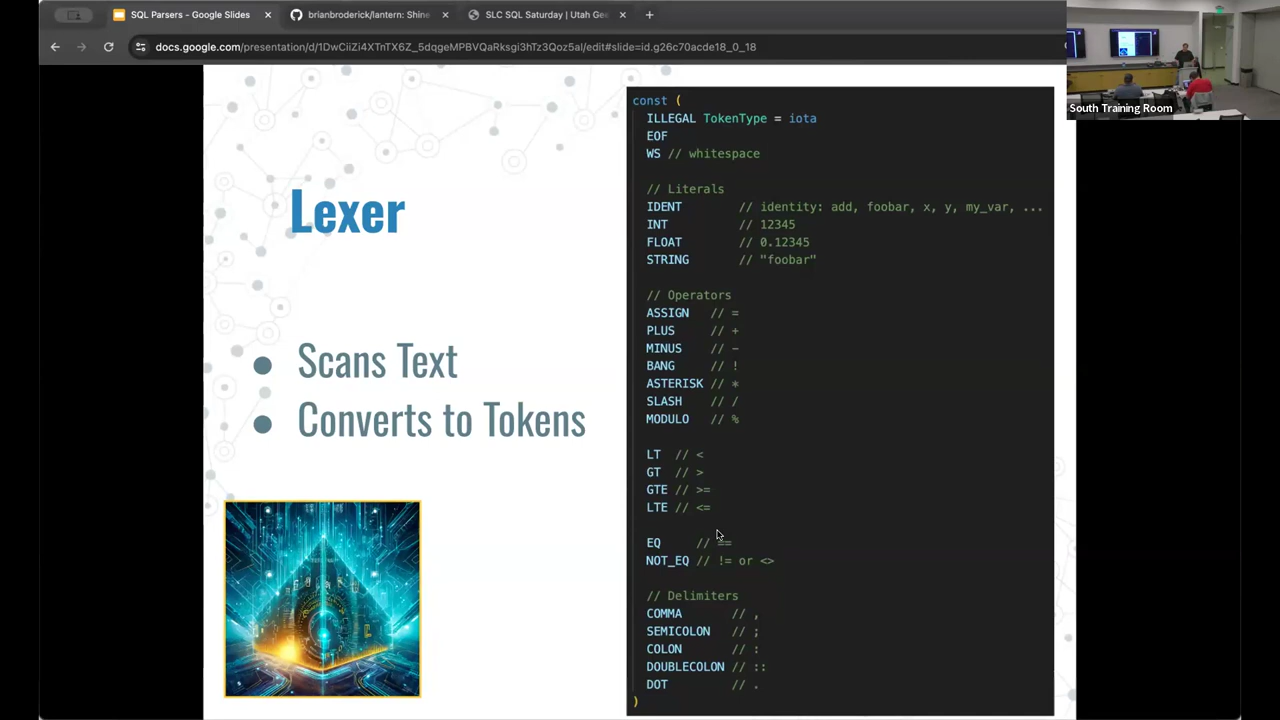 SQL Parsers - Google Slides
brianbroderick/lantern: Shine
SLC SQL Saturday | Utah Gee
docs.google.com/presentation/d/1DwCiiZi4XTnTX6Z_5dqgeMPBVQaRksgi3hTz3Qoz5aI/edit#slide=id.g26c70acde18_0_18
South Training Room
Lexer
● Scans Text
● Converts to Tokens
const (
ILLEGAL TokenType = iota
EOF
WS // whitespace
// Literals
IDENT // identity: add, foobar, x, y, my_var, ...
INT // 12345
FLOAT // 0.12345
STRING // "foobar"
// Operators
ASSIGN // =
PLUS // +
MINUS // -
BANG // !
ASTERISK // *
SLASH // /
MODULO // %
LT // <
GT // >
GTE // >=
LTE // <=
EQ // ==
NOT_EQ // != or <>
// Delimiters
COMMA // ,
SEMICOLON // ;
COLON // :
DOUBLECOLON // ::
DOT // .
)